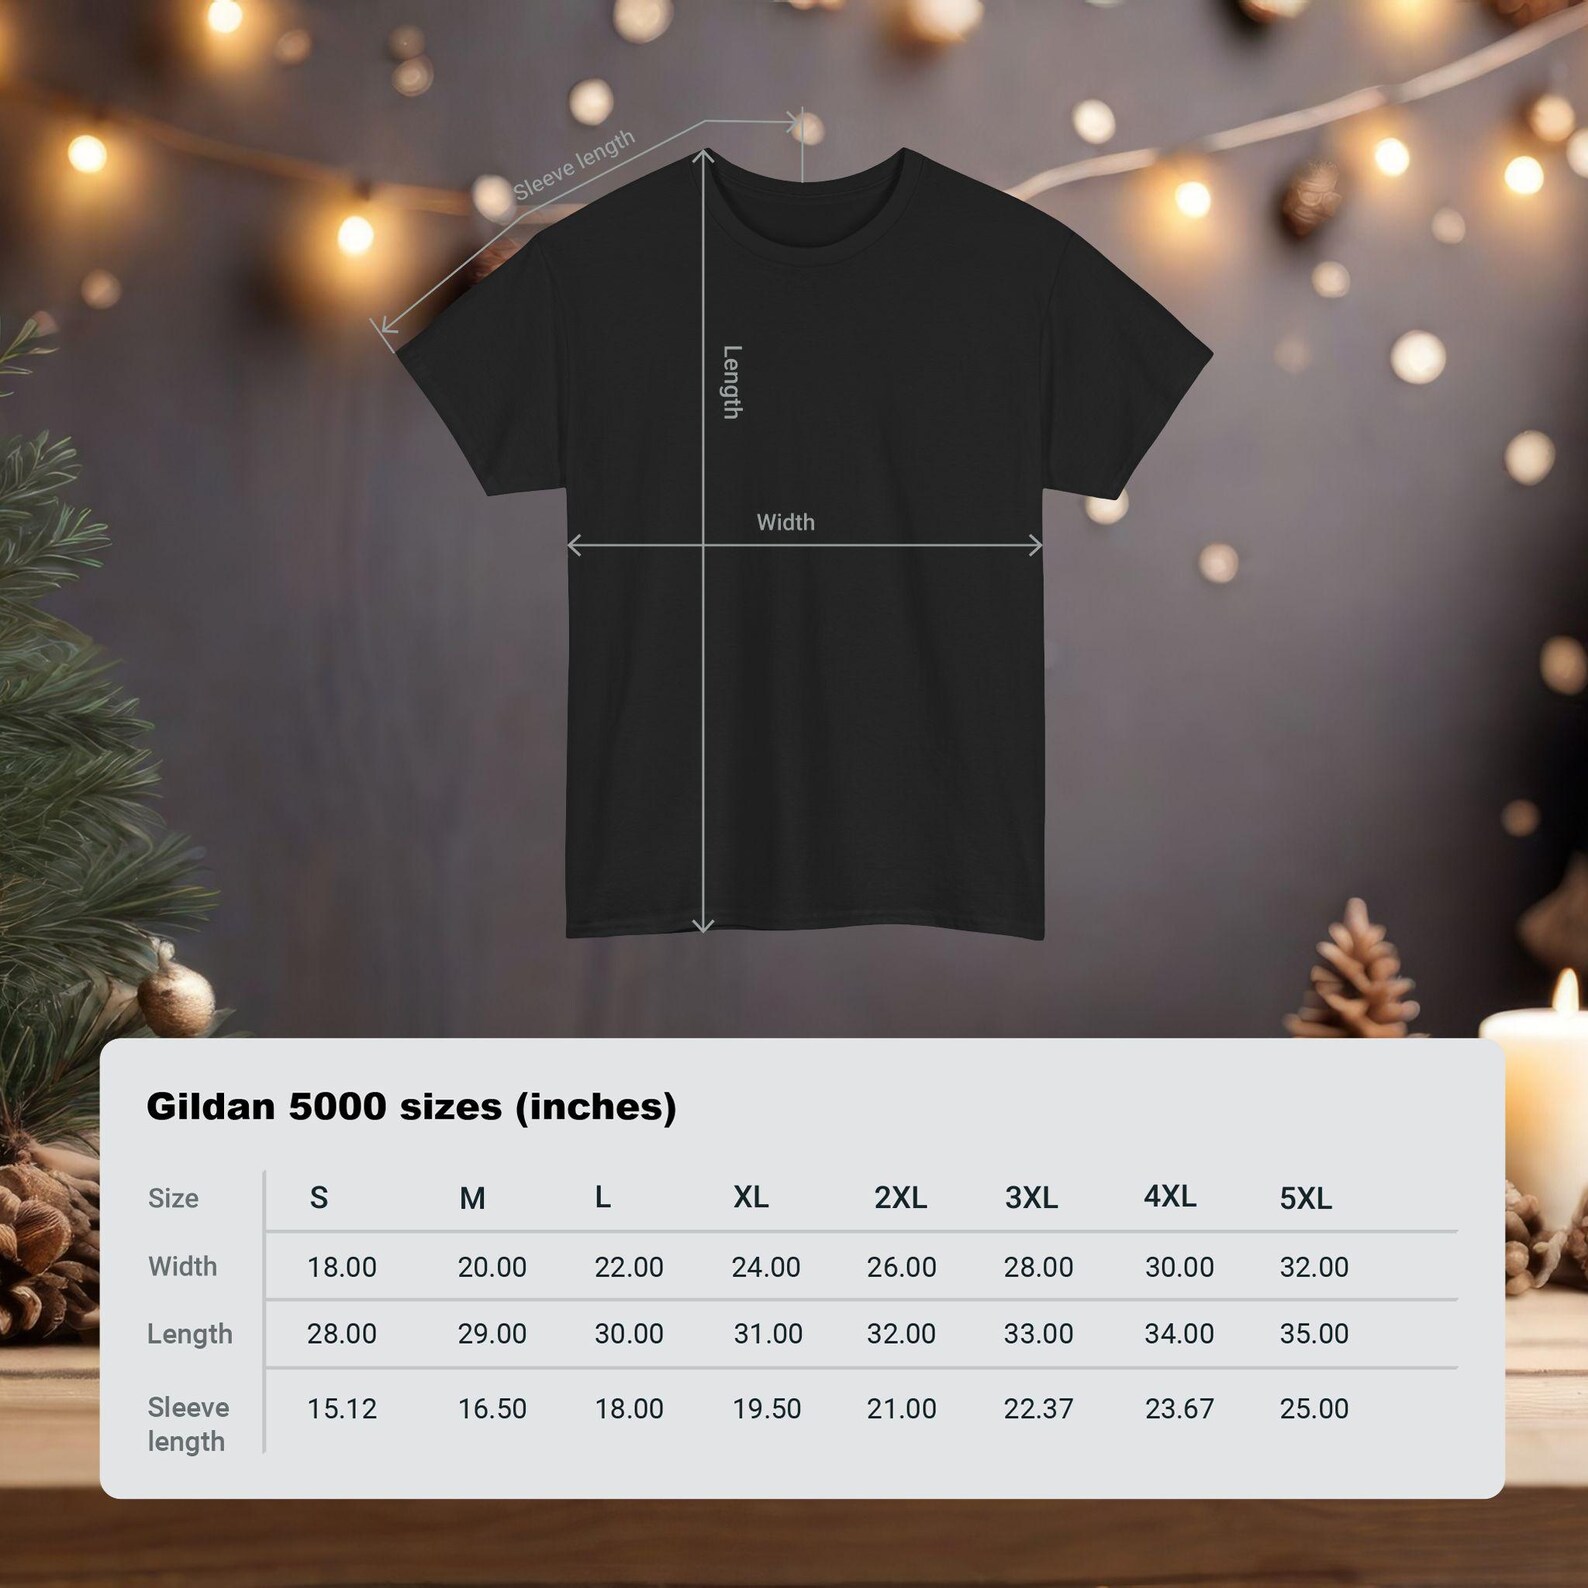 Sleeve length
Length
Width
Gildan 5000 sizes (inches)
Size S M L XL 2XL 3XL 4XL 5XL
Width 18.00 20.00 22.00 24.00 26.00 28.00 30.00 32.00
Length 28.00 29.00 30.00 31.00 32.00 33.00 34.00 35.00
Sleeve
length 15.12 16.50 18.00 19.50 21.00 22.37 23.67 25.00